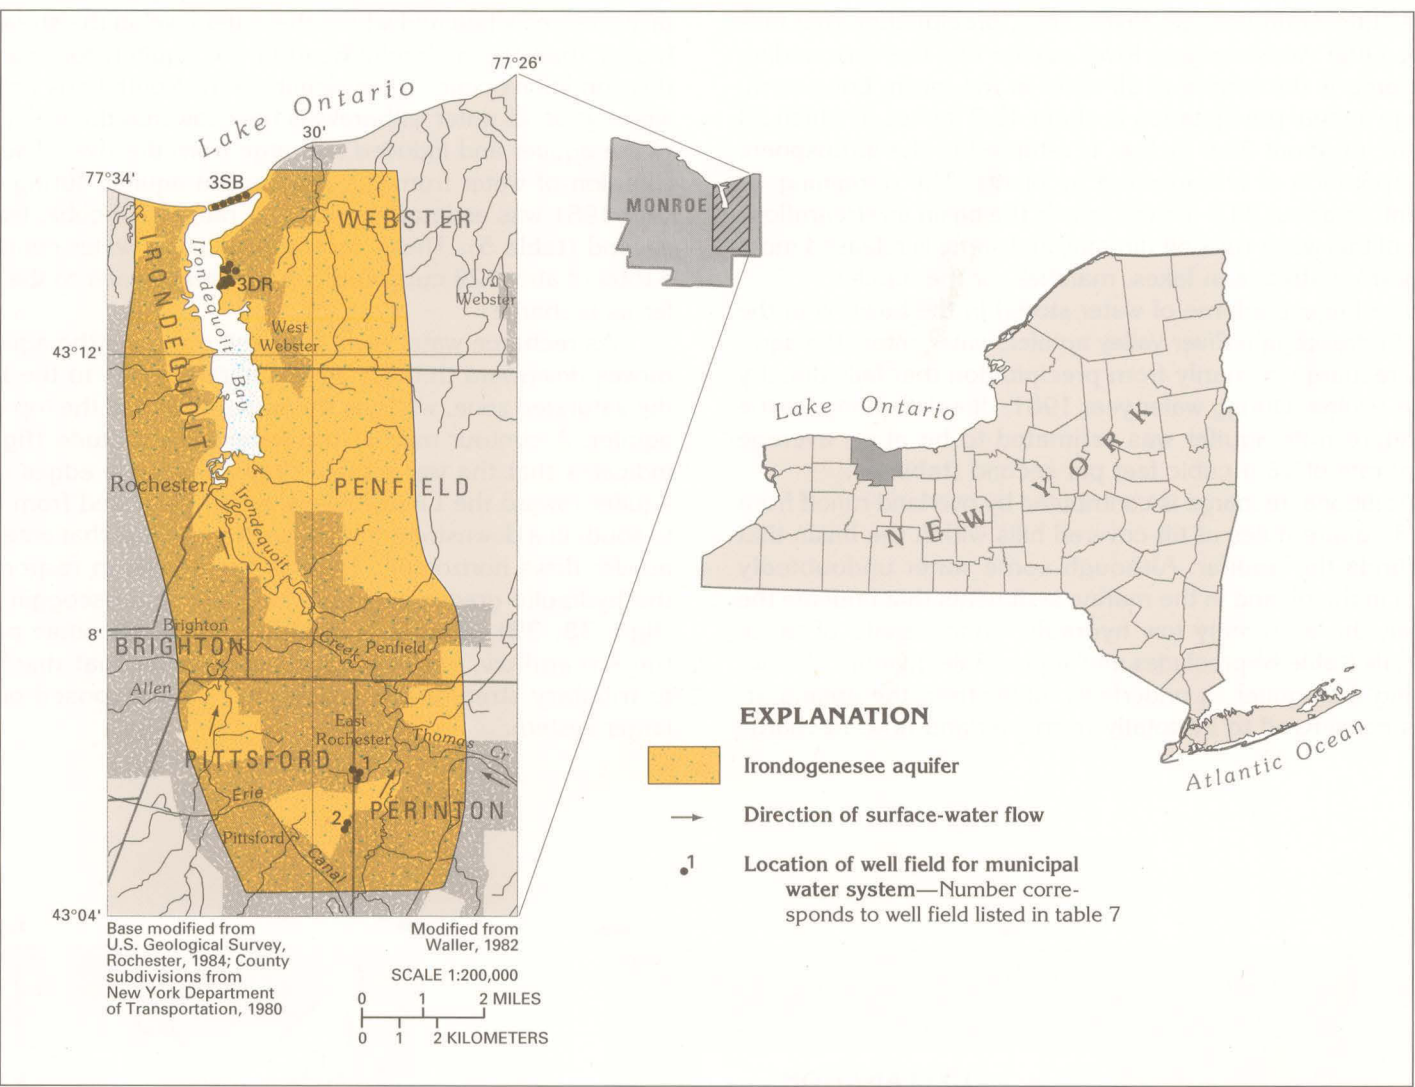 77°26'
Lake Ontario
30'
77°34'
3SB
WEBSTER
MONROE
IRONDEQUOIT
Irondequoit Bay
3DR
Webster
West
Webster
43°12'
Lake Ontario
NEW YORK
Rochester
PENFIELD
Irondequoit Creek
Brighton
8'
BRIGHTON
Penfield
Allen Cr
East
Rochester
Thomas Cr
PITTSFORD
1
Erie Canal
PERINTON
2
Pittsford
43°04'
Atlantic Ocean
EXPLANATION
Irondogenesee aquifer
Direction of surface-water flow
1
Location of well field for municipal
water system—Number corre-
sponds to well field listed in table 7
Base modified from
U.S. Geological Survey,
Rochester, 1984; County
subdivisions from
New York Department
of Transportation, 1980
Modified from
Waller, 1982
SCALE 1:200,000
0 1 2 MILES
0 1 2 KILOMETERS